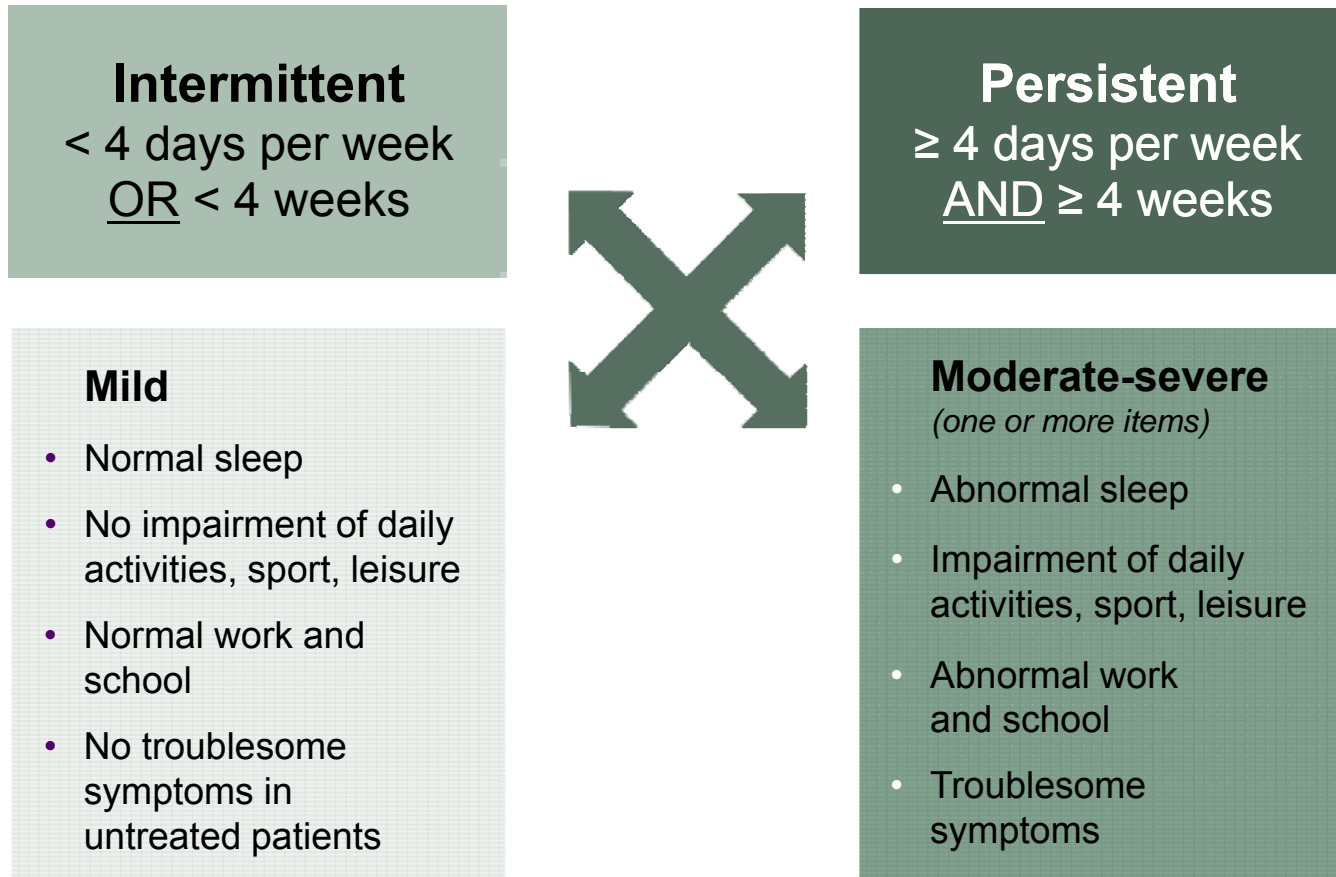 Intermittent
< 4 days per week
OR < 4 weeks
Persistent
≥ 4 days per week
AND ≥ 4 weeks
Mild
• Normal sleep
• No impairment of daily
activities, sport, leisure
• Normal work and
school
• No troublesome
symptoms in
untreated patients
Moderate-severe
(one or more items)
• Abnormal sleep
• Impairment of daily
activities, sport, leisure
• Abnormal work
and school
• Troublesome
symptoms